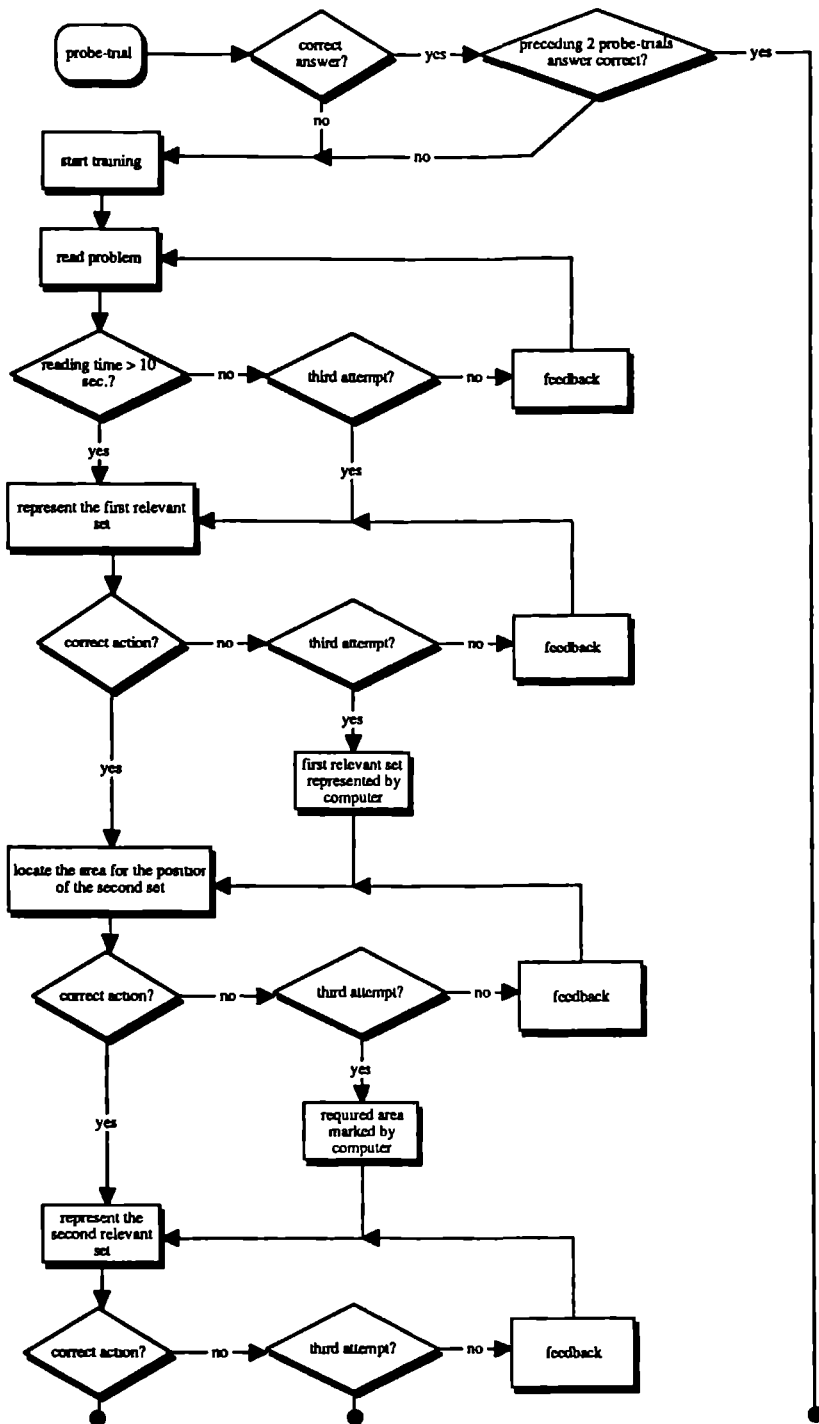 probe-trial
correct
answer?
yes
preceding 2 probe-trials
answer correct?
yes
no
no
start training
read problem
reading time > 10
sec.?
no
third attempt?
no
feedback
yes
yes
represent the first relevant
set
correct action?
no
third attempt?
no
feedback
yes
yes
first relevant set
represented by
computer
locate the area for the position
of the second set
correct action?
no
third attempt?
no
feedback
yes
yes
required area
marked by
computer
represent the
second relevant
set
correct action?
no
third attempt?
no
feedback